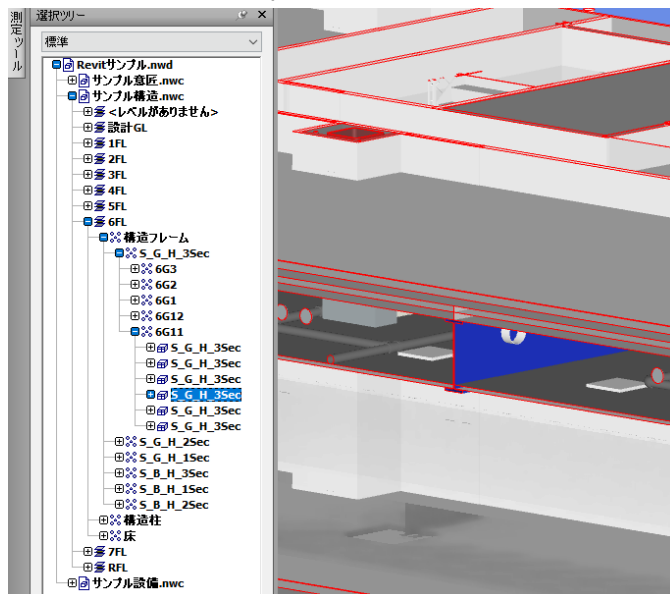 測定ツール
選択ツリー
標準
Revitサンプル.nwd
サンプル意匠.nwc
サンプル構造.nwc
<レベルがありません>
設計GL
1FL
2FL
3FL
4FL
5FL
6FL
構造フレーム
S_G_H_3Sec
6G3
6G2
6G1
6G12
6G11
S_G_H_3Sec
S_G_H_3Sec
S_G_H_3Sec
S_G_H_3Sec
S_G_H_3Sec
S_G_H_3Sec
S_G_H_2Sec
S_G_H_1Sec
S_B_H_3Sec
S_B_H_1Sec
S_B_H_2Sec
構造柱
床
7FL
RFL
サンプル設備.nwc